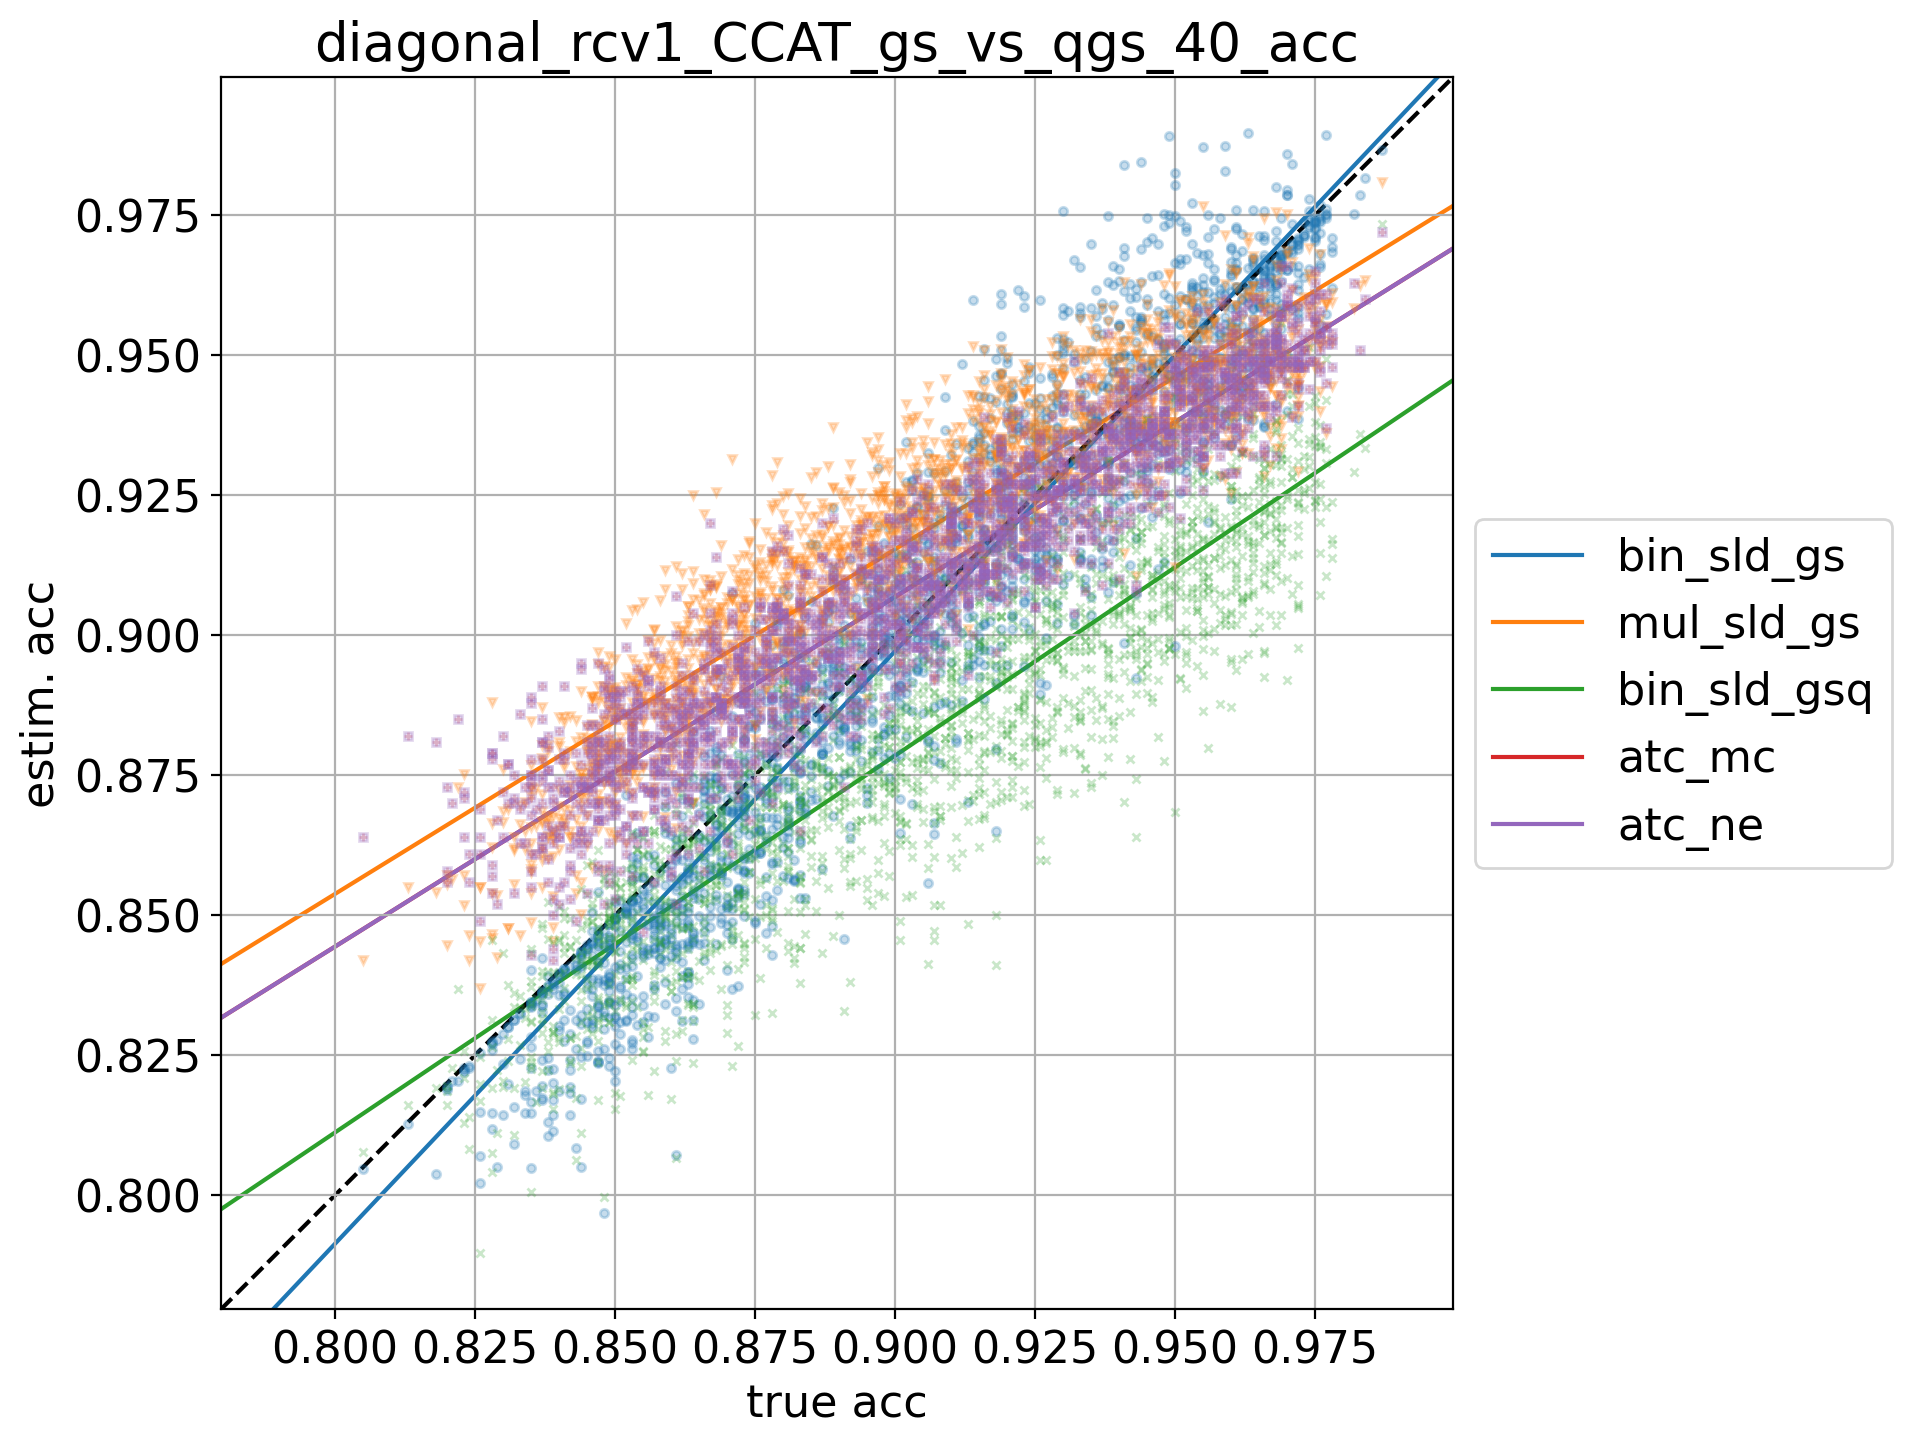 diagonal_rcv1_CCAT_gs_vs_qgs_40_acc
estim. acc
0.975
0.950
0.925
0.900
0.875
0.850
0.825
0.800
0.800 0.825 0.850 0.875 0.900 0.925 0.950 0.975
true acc
bin_sld_gs
mul_sld_gs
bin_sld_gsq
atc_mc
atc_ne